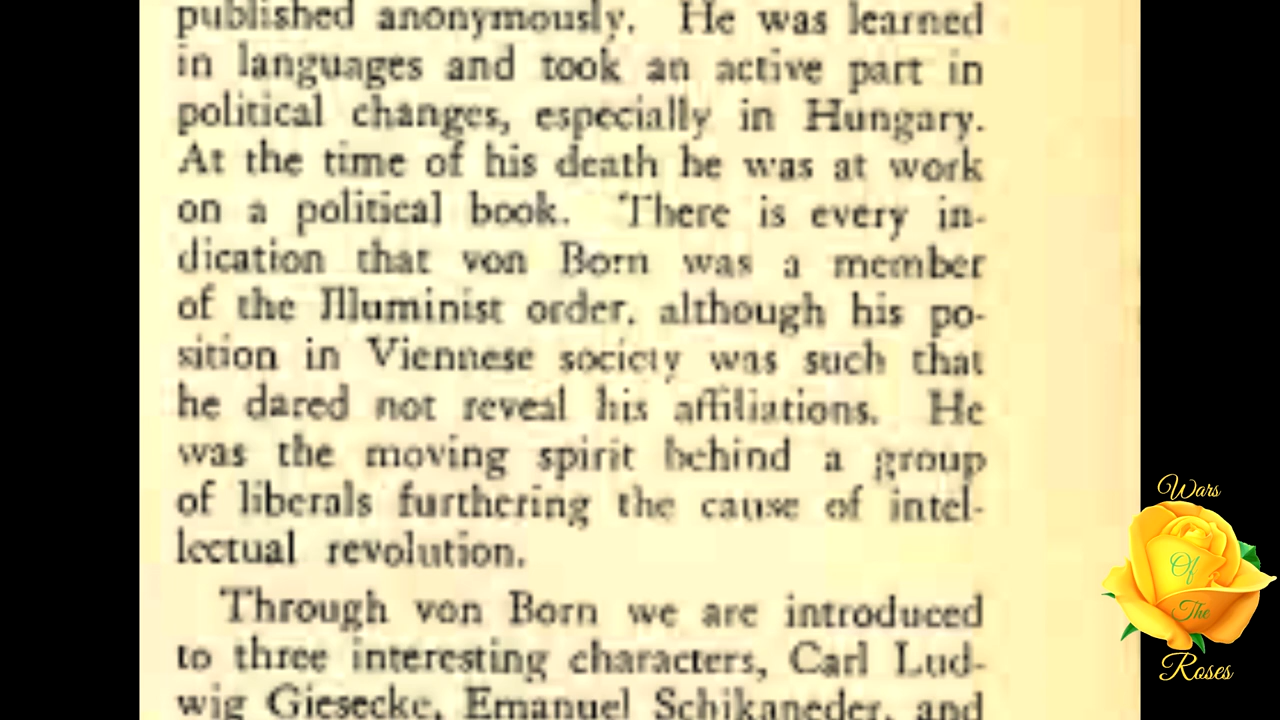 published anonymously. He was learned
in languages and took an active part in
political changes, especially in Hungary.
At the time of his death he was at work
on a political book. There is every in-
dication that von Born was a member
of the Illuminist order, although his po-
sition in Viennese society was such that
he dared not reveal his affiliations. He
was the moving spirit behind a group
of liberals furthering the cause of intel-
lectual revolution.
Through von Born we are introduced
to three interesting characters, Carl Lud-
wig Giesecke, Emanuel Schikaneder, and
Wars
Of
The
Roses